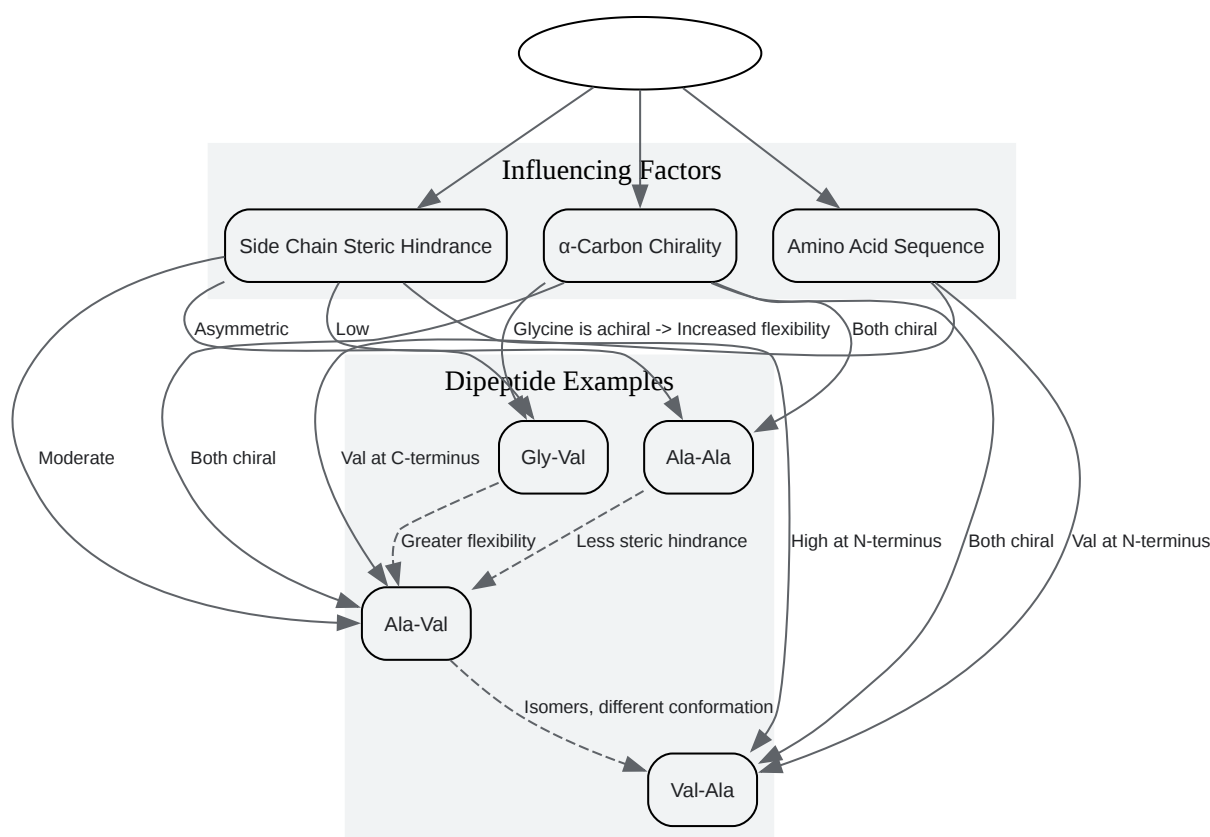 Influencing Factors
Side Chain Steric Hindrance
α-Carbon Chirality
Amino Acid Sequence
Asymmetric
Low
Glycine is achiral -> Increased flexibility
Both chiral
Dipeptide Examples
Moderate
Both chiral
Val at C-terminus
Gly-Val
Ala-Ala
Greater flexibility
Less steric hindrance
High at N-terminus
Both chiral
Val at N-terminus
Ala-Val
Isomers, different conformation
Val-Ala